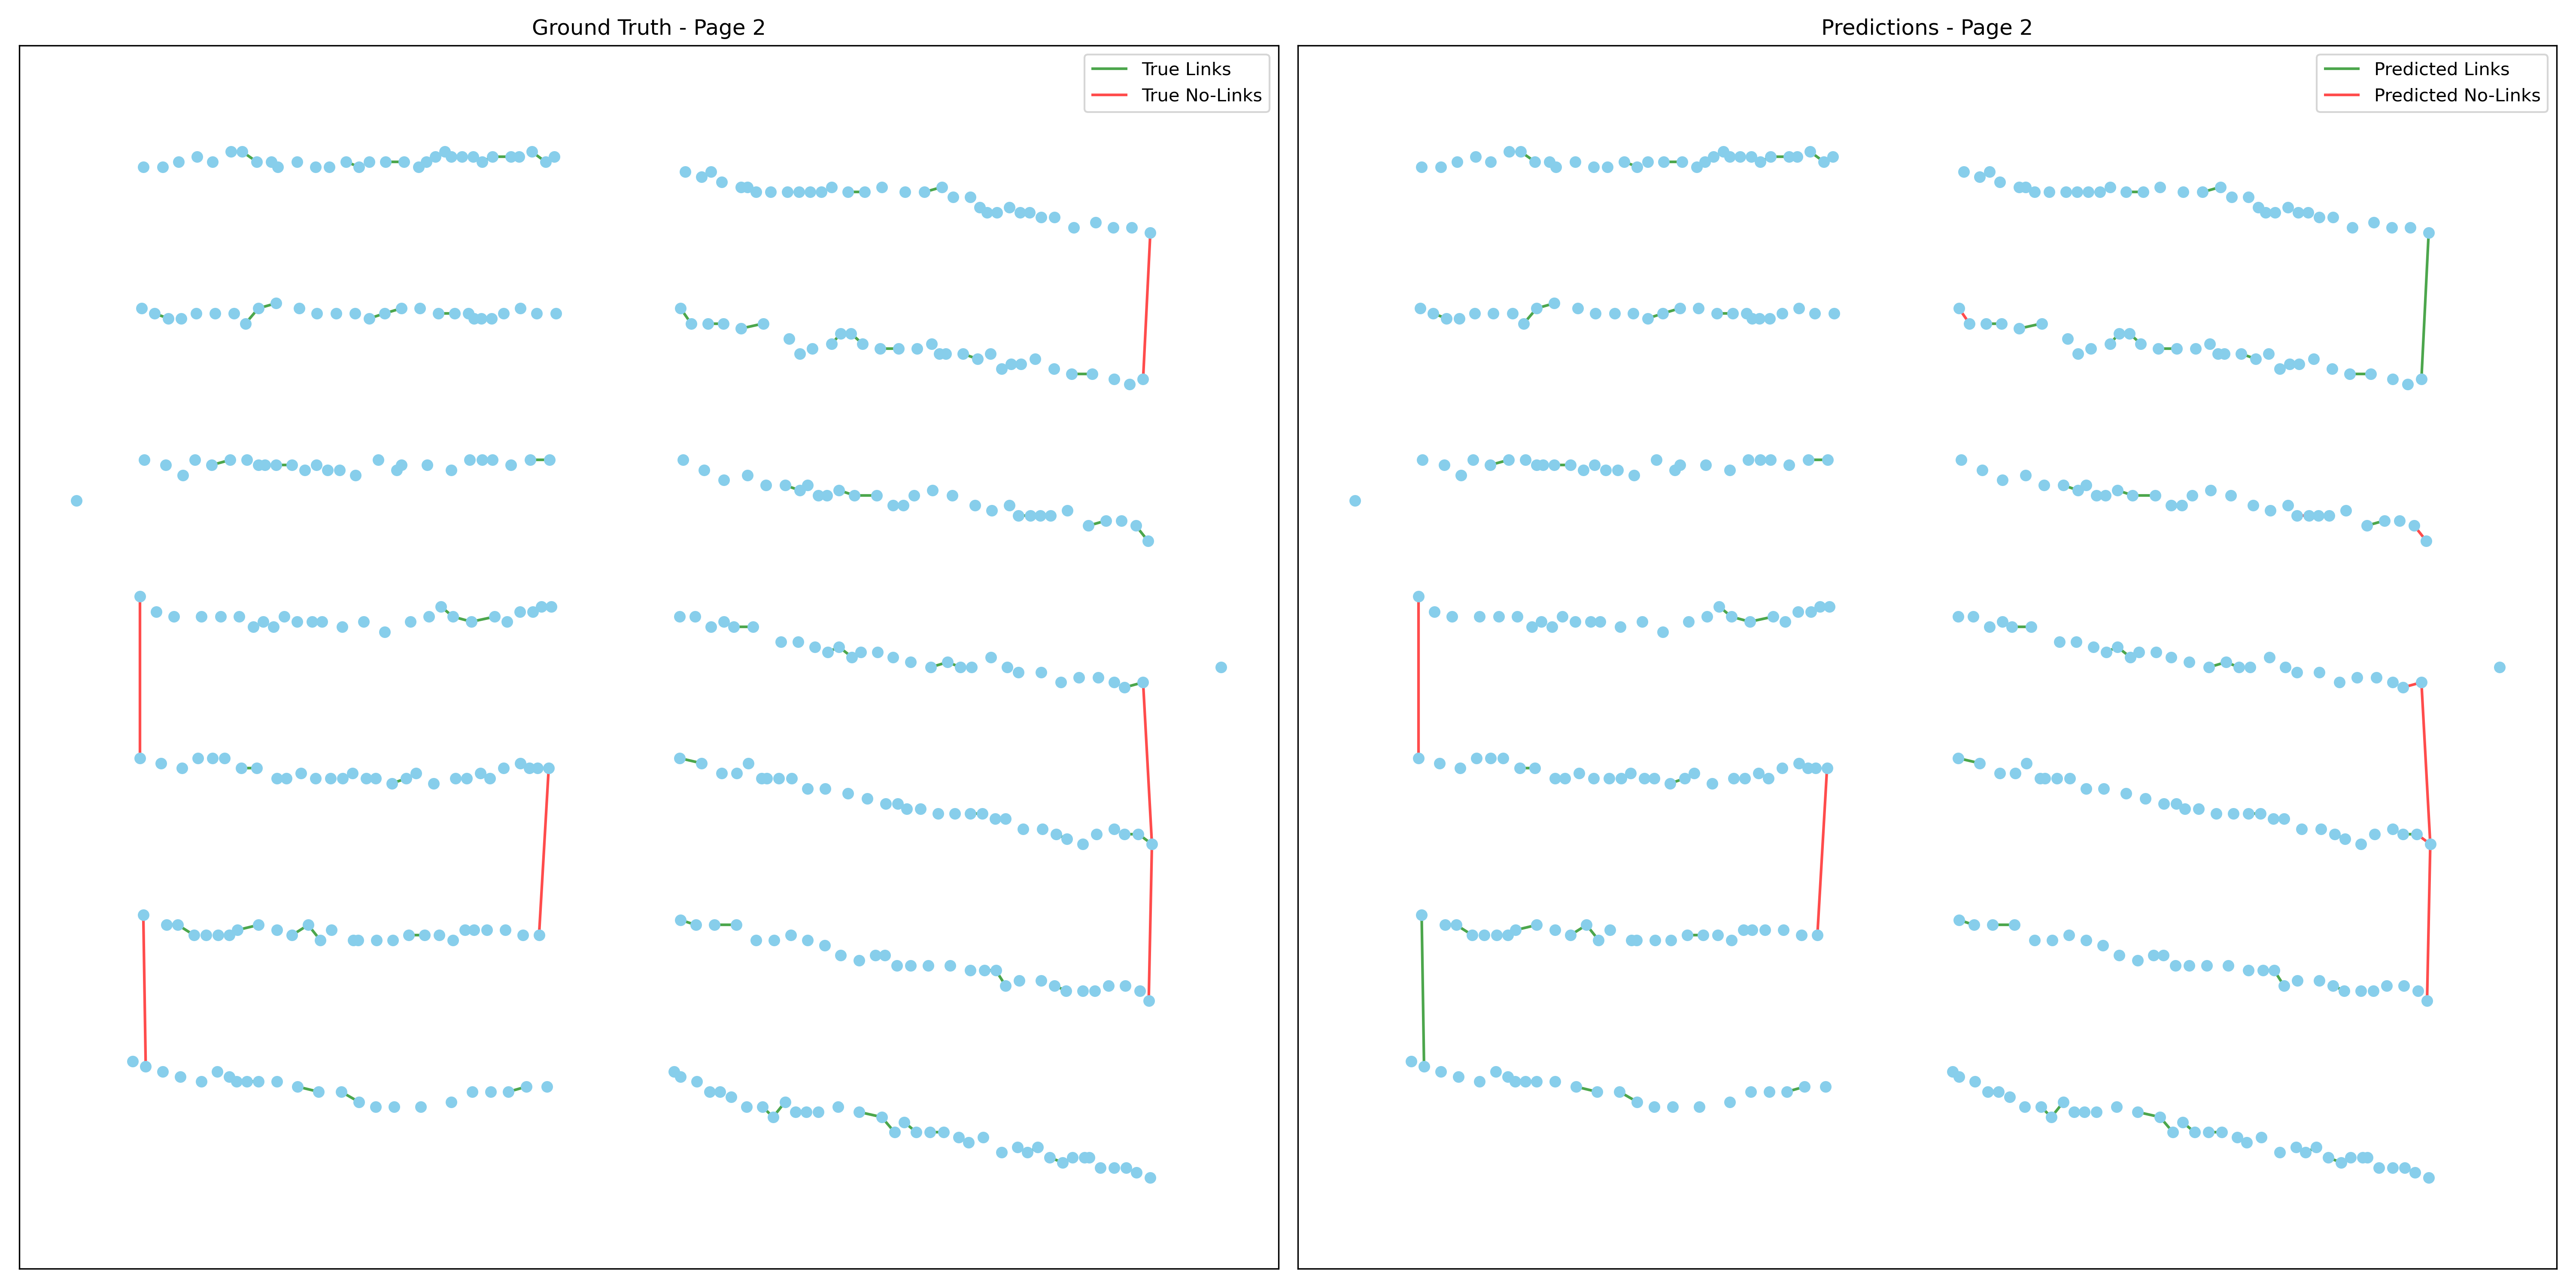 Ground Truth - Page 2
True Links
True No-Links
Predictions - Page 2
Predicted Links
Predicted No-Links